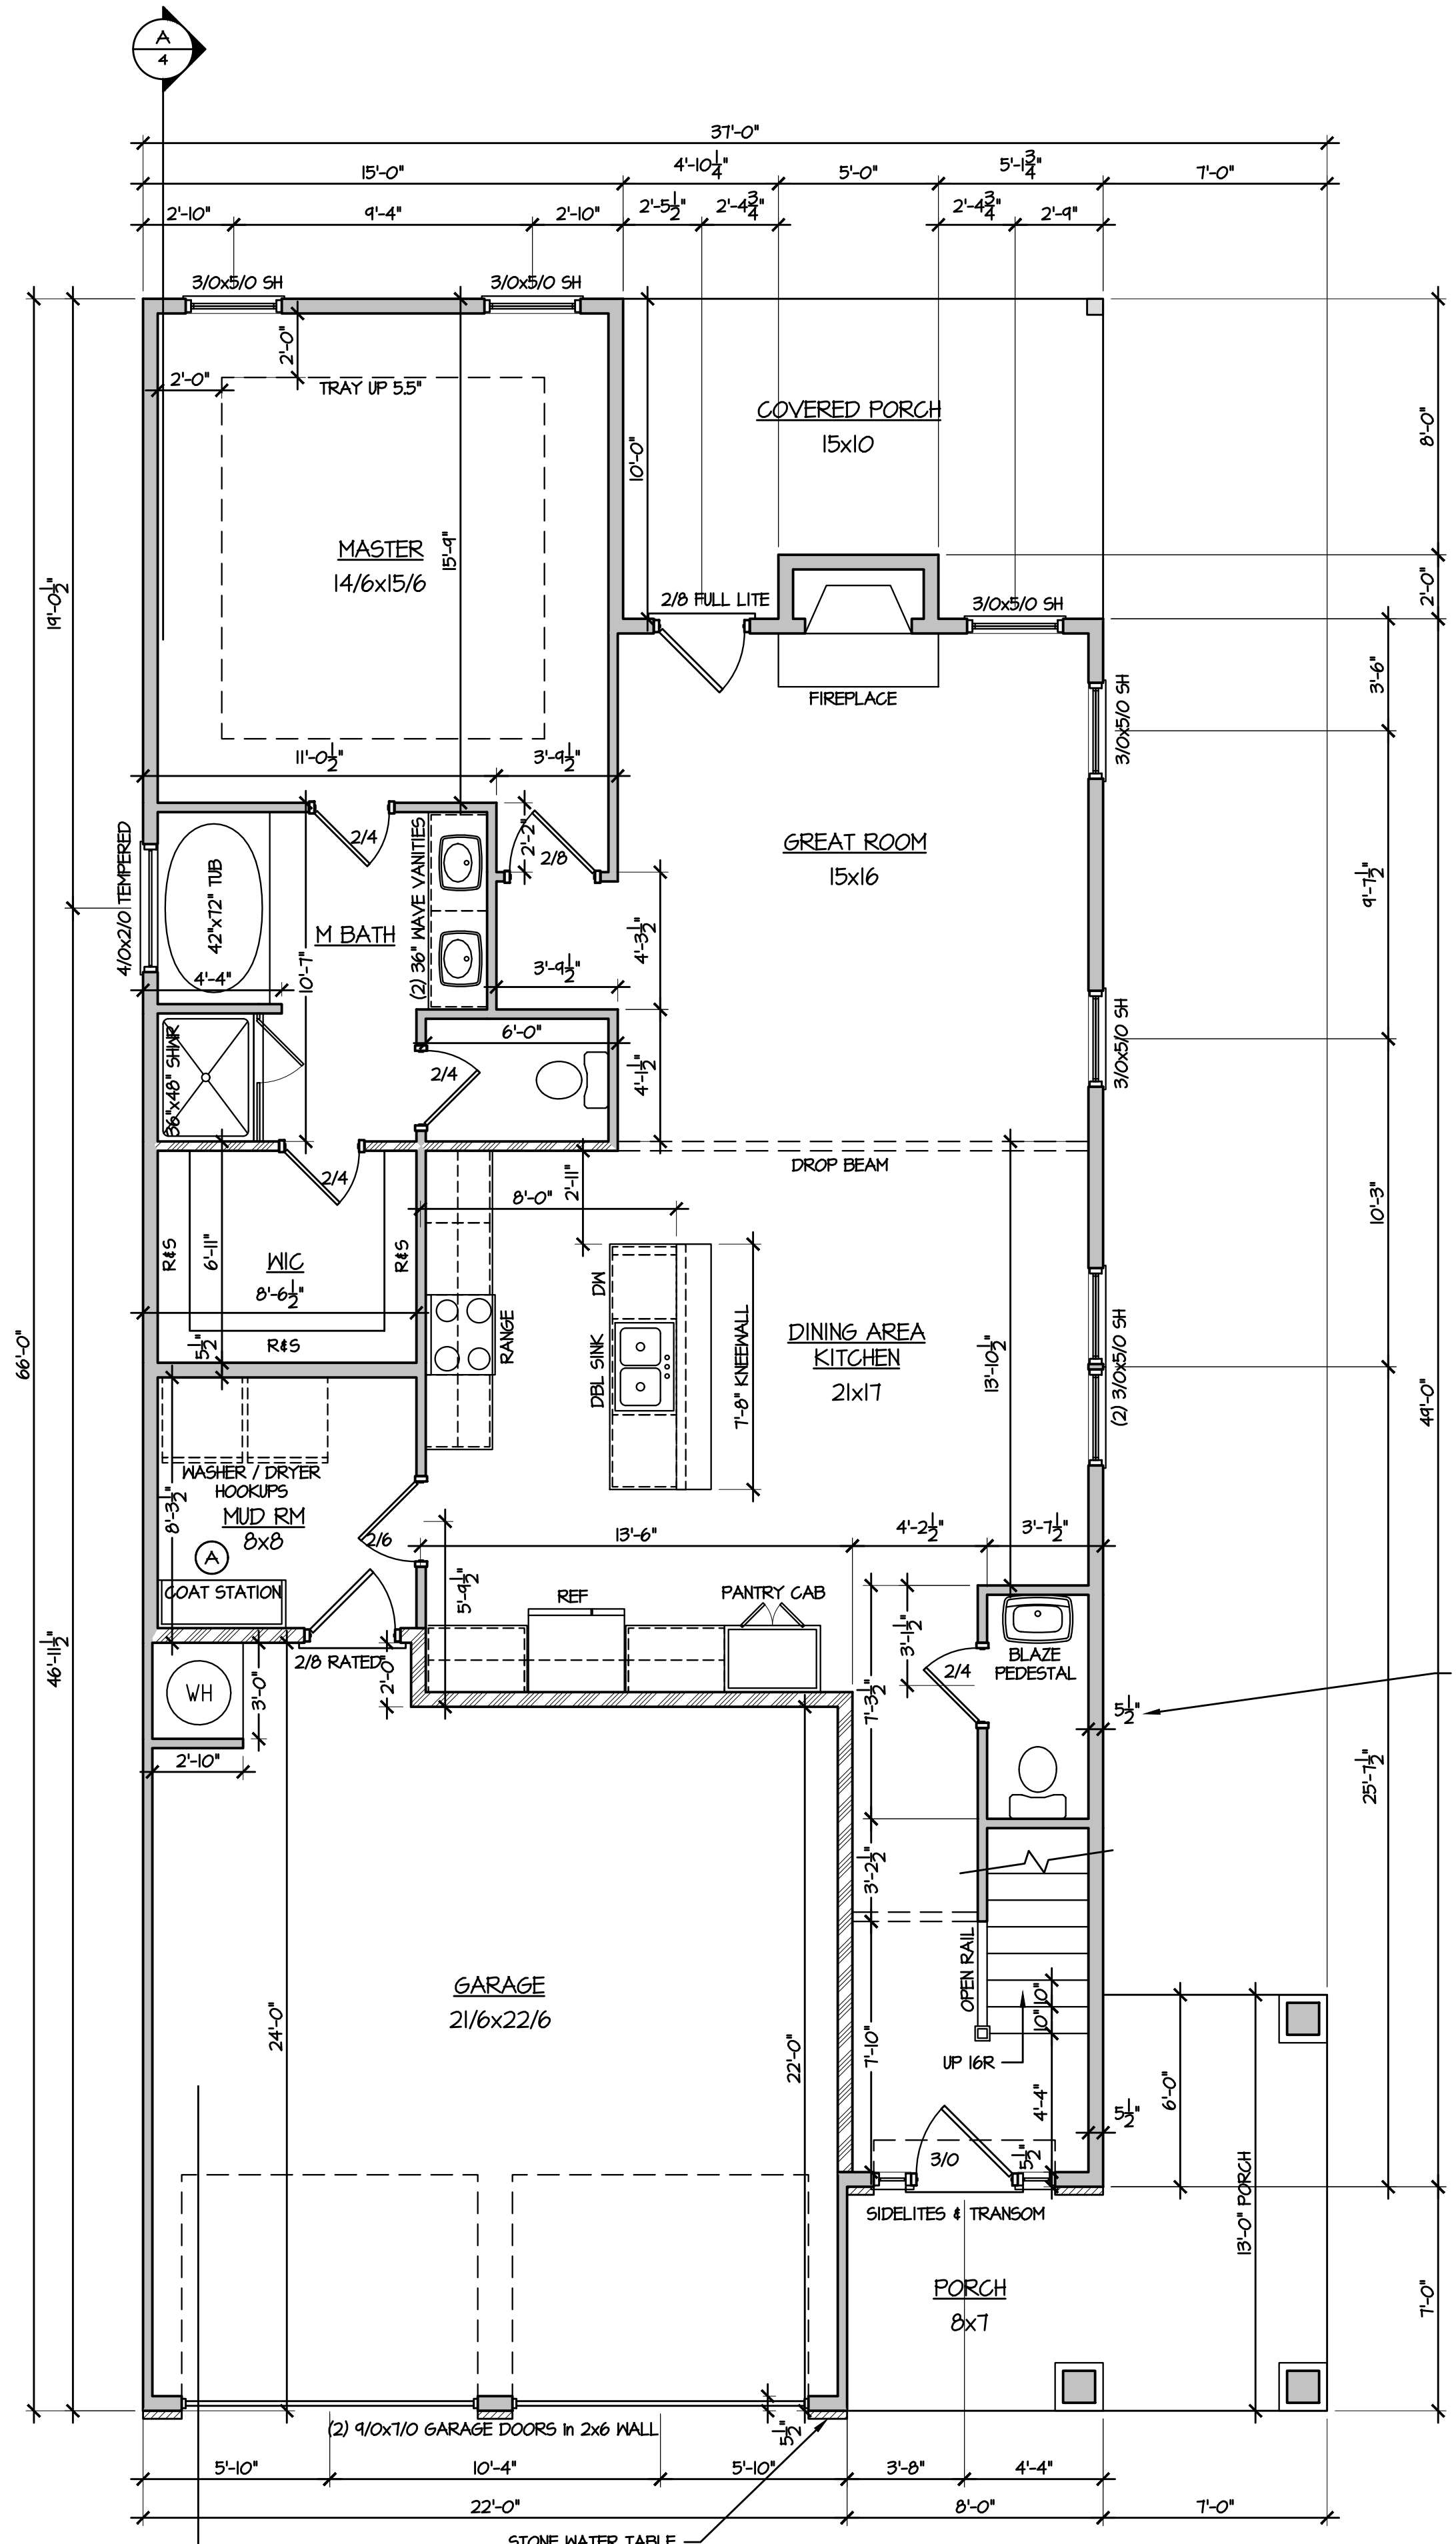 A
4
37'-0"
15'-0"
4'-10 1/4"
5'-0"
5'-1 3/4"
7'-0"
2'-10"
9'-4"
2'-10"
2'-5 1/2"
2'-4 3/4"
2'-4 3/4"
2'-9"
3/0x5/0 SH
3/0x5/0 SH
2'-0"
2'-0"
TRAY UP 5.5"
COVERED PORCH
15x10
10'-0"
8'-0"
MASTER
14/6x15/6
15'-9"
19'-0 1/2"
2/8 FULL LITE
3/0x5/0 SH
2'-0"
FIREPLACE
3'-6"
3/0x5/0 SH
11'-0 1/2"
3'-9 1/2"
2/4
2'-2"
2/8
GREAT ROOM
15x16
4/0x2/0 TEMPERED
42"x72" TUB
(2) 36" WAVE VANITIES
M BATH
4'-3 1/2"
9'-7 1/2"
4'-4"
10'-7"
3'-9 1/2"
36"x48" SHWR
6'-0"
2/4
4'-1 1/2"
3/0x5/0 SH
DROP BEAM
2/4
2'-11"
8'-0"
R&S
6'-11"
WIC
8'-6 1/2"
R&S
R&S
5 1/2"
RANGE
DW
DBL SINK
7'-8" KNEEWALL
DINING AREA
KITCHEN
21x17
13'-10 1/2"
10'-3"
(2) 3/0x5/0 SH
66'-0"
49'-0"
WASHER / DRYER
HOOKUPS
MUD RM
8x8
8'-3 1/2"
2/6
A
COAT STATION
13'-6"
4'-2 1/2"
3'-7 1/2"
5'-9 1/2"
REF
PANTRY CAB
3'-1 1/2"
BLAZE
PEDESTAL
2/4
2/8 RATED
2'-0"
WH
3'-0"
2'-10"
7'-3 1/2"
5 1/2"
46'-11 1/2"
25'-7 1/2"
3'-2 1/2"
OPEN RAIL
10"
10"
UP 16R
GARAGE
21/6x22/6
24'-0"
22'-0"
7'-10"
4'-4"
5 1/2"
6'-0"
5 1/2"
3/0
SIDELITES & TRANSOM
13'-0" PORCH
PORCH
8x7
7'-0"
(2) 9/0x7/0 GARAGE DOORS in 2x6 WALL
5 1/2"
5'-10"
10'-4"
5'-10"
3'-8"
4'-4"
22'-0"
8'-0"
7'-0"
STONE WATER TABLE